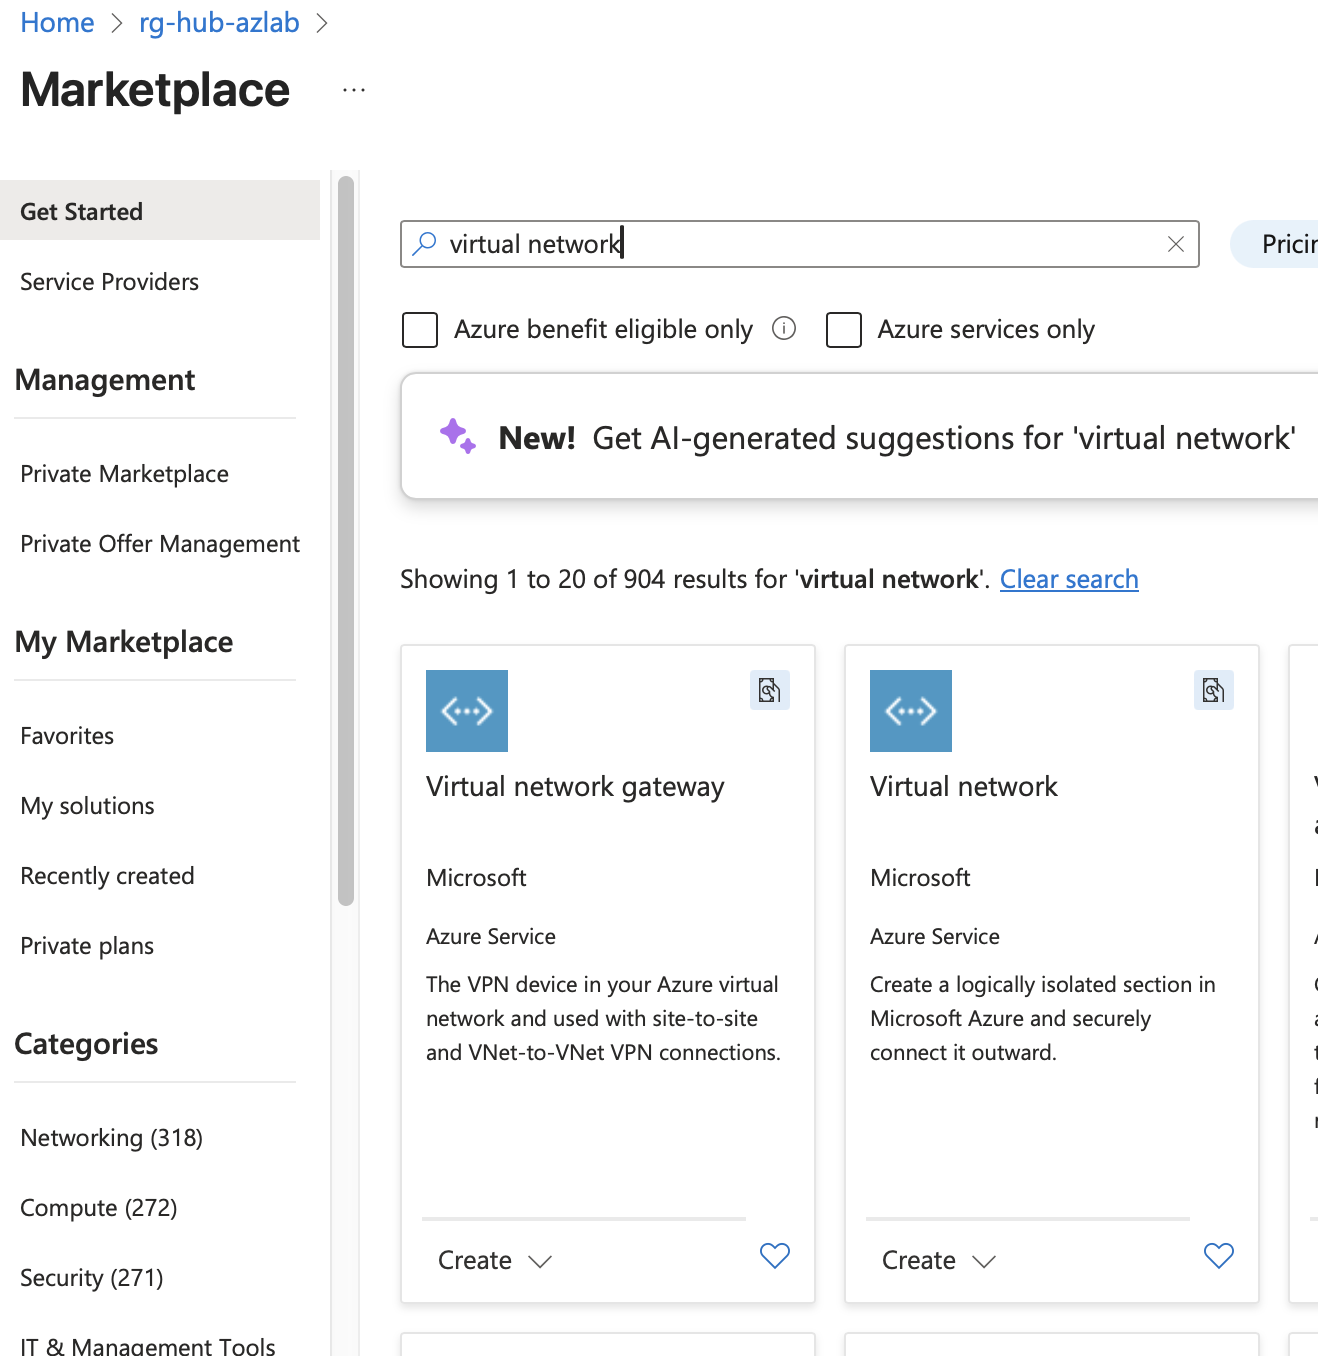 Home > rg-hub-azlab >
Marketplace ...
Get Started
Service Providers
Management
Private Marketplace
Private Offer Management
My Marketplace
Favorites
My solutions
Recently created
Private plans
Categories
Networking (318)
Compute (272)
Security (271)
IT & Management Tools
virtual network
Azure benefit eligible only
Azure services only
New! Get AI-generated suggestions for 'virtual network'
Showing 1 to 20 of 904 results for 'virtual network'. Clear search
Virtual network gateway
Microsoft
Azure Service
The VPN device in your Azure virtual
network and used with site-to-site
and VNet-to-VNet VPN connections.
Create
Virtual network
Microsoft
Azure Service
Create a logically isolated section in
Microsoft Azure and securely
connect it outward.
Create